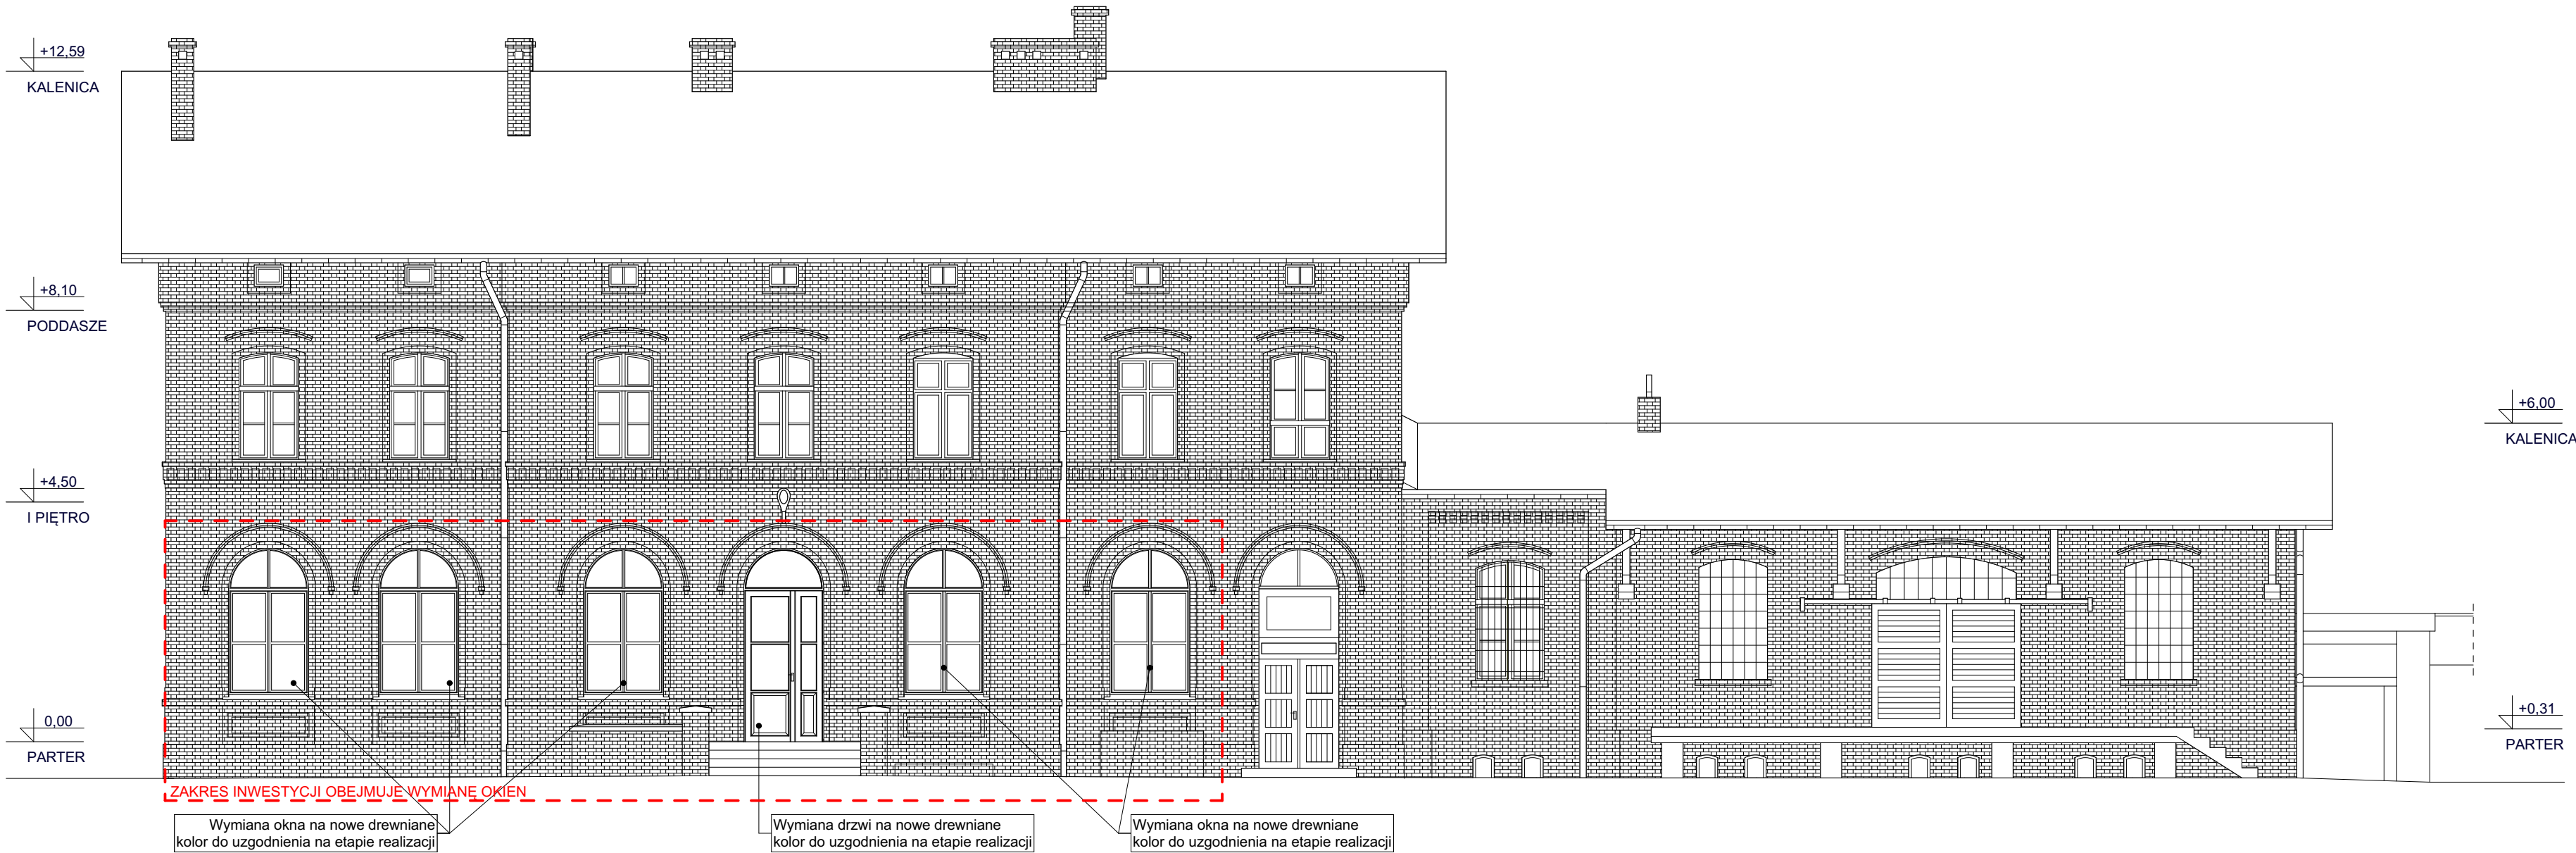 +12,59
KALENICA
+8,10
PODDASZE
+4,50
I PIĘTRO
0,00
PARTER
+6,00
KALENICA
+0,31
PARTER
ZAKRES INWESTYCJI OBEJMUJE WYMIANĘ OKIEN
Wymiana okna na nowe drewniane
kolor do uzgodnienia na etapie realizacji
Wymiana drzwi na nowe drewniane
kolor do uzgodnienia na etapie realizacji
Wymiana okna na nowe drewniane
kolor do uzgodnienia na etapie realizacji